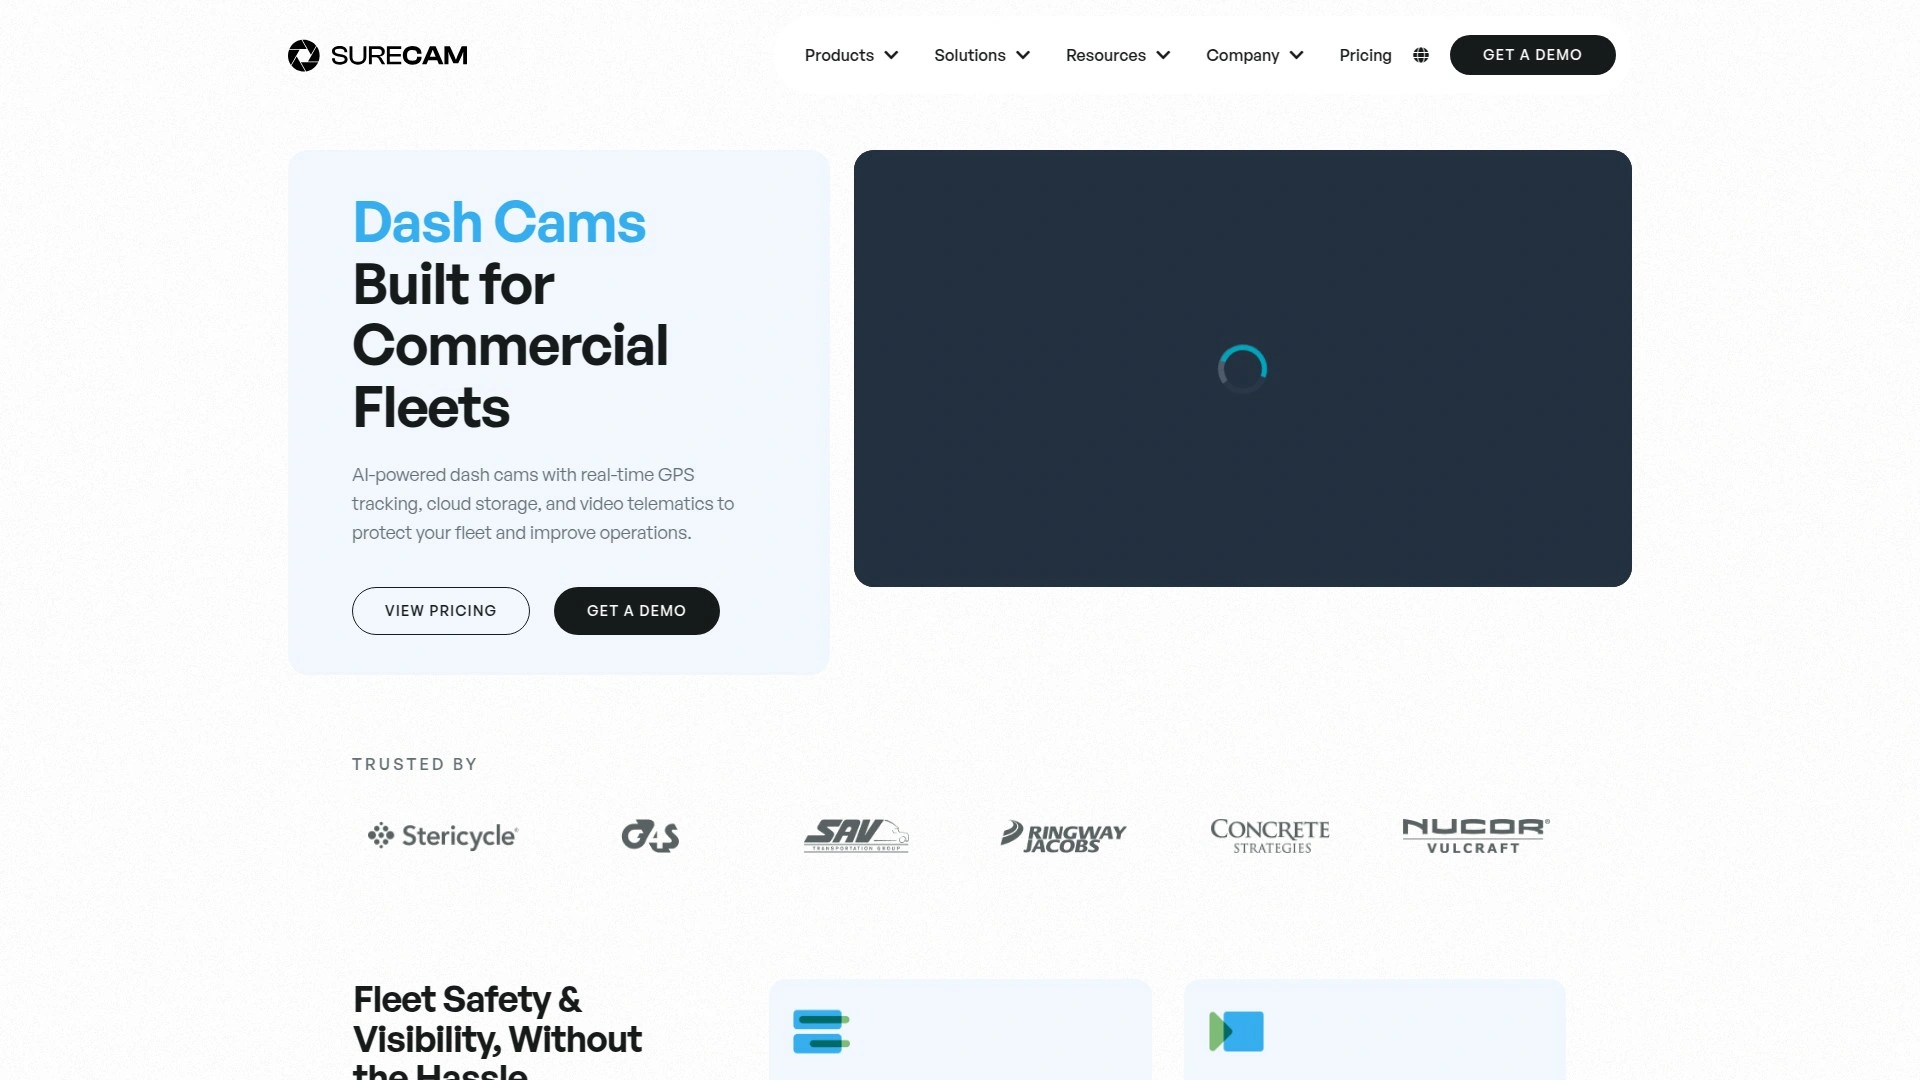 SURECAM
Products
Solutions
Resources
Company
Pricing
GET A DEMO
Dash Cams
Built for
Commercial
Fleets
AI-powered dash cams with real-time GPS
tracking, cloud storage, and video telematics to
protect your fleet and improve operations.
VIEW PRICING
GET A DEMO
TRUSTED BY
Stericycle®
G4S
SAV
TRANSPORTATION GROUP
RINGWAY
JACOBS
CONCRETE
STRATEGIES
NUCOR®
VULCRAFT
Fleet Safety &
Visibility, Without
the Hassle